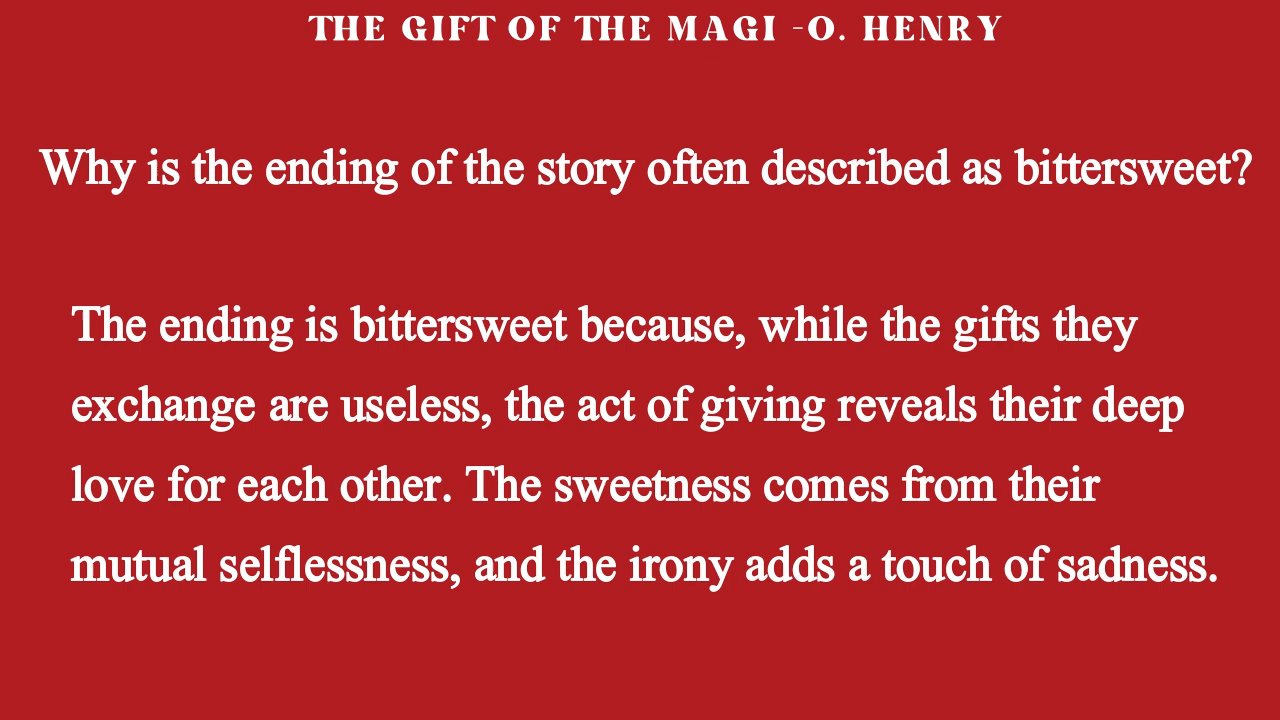 THE GIFT OF THE MAGI -O. HENRY
Why is the ending of the story often described as bittersweet?
The ending is bittersweet because, while the gifts they
exchange are useless, the act of giving reveals their deep
love for each other. The sweetness comes from their
mutual selflessness, and the irony adds a touch of sadness.